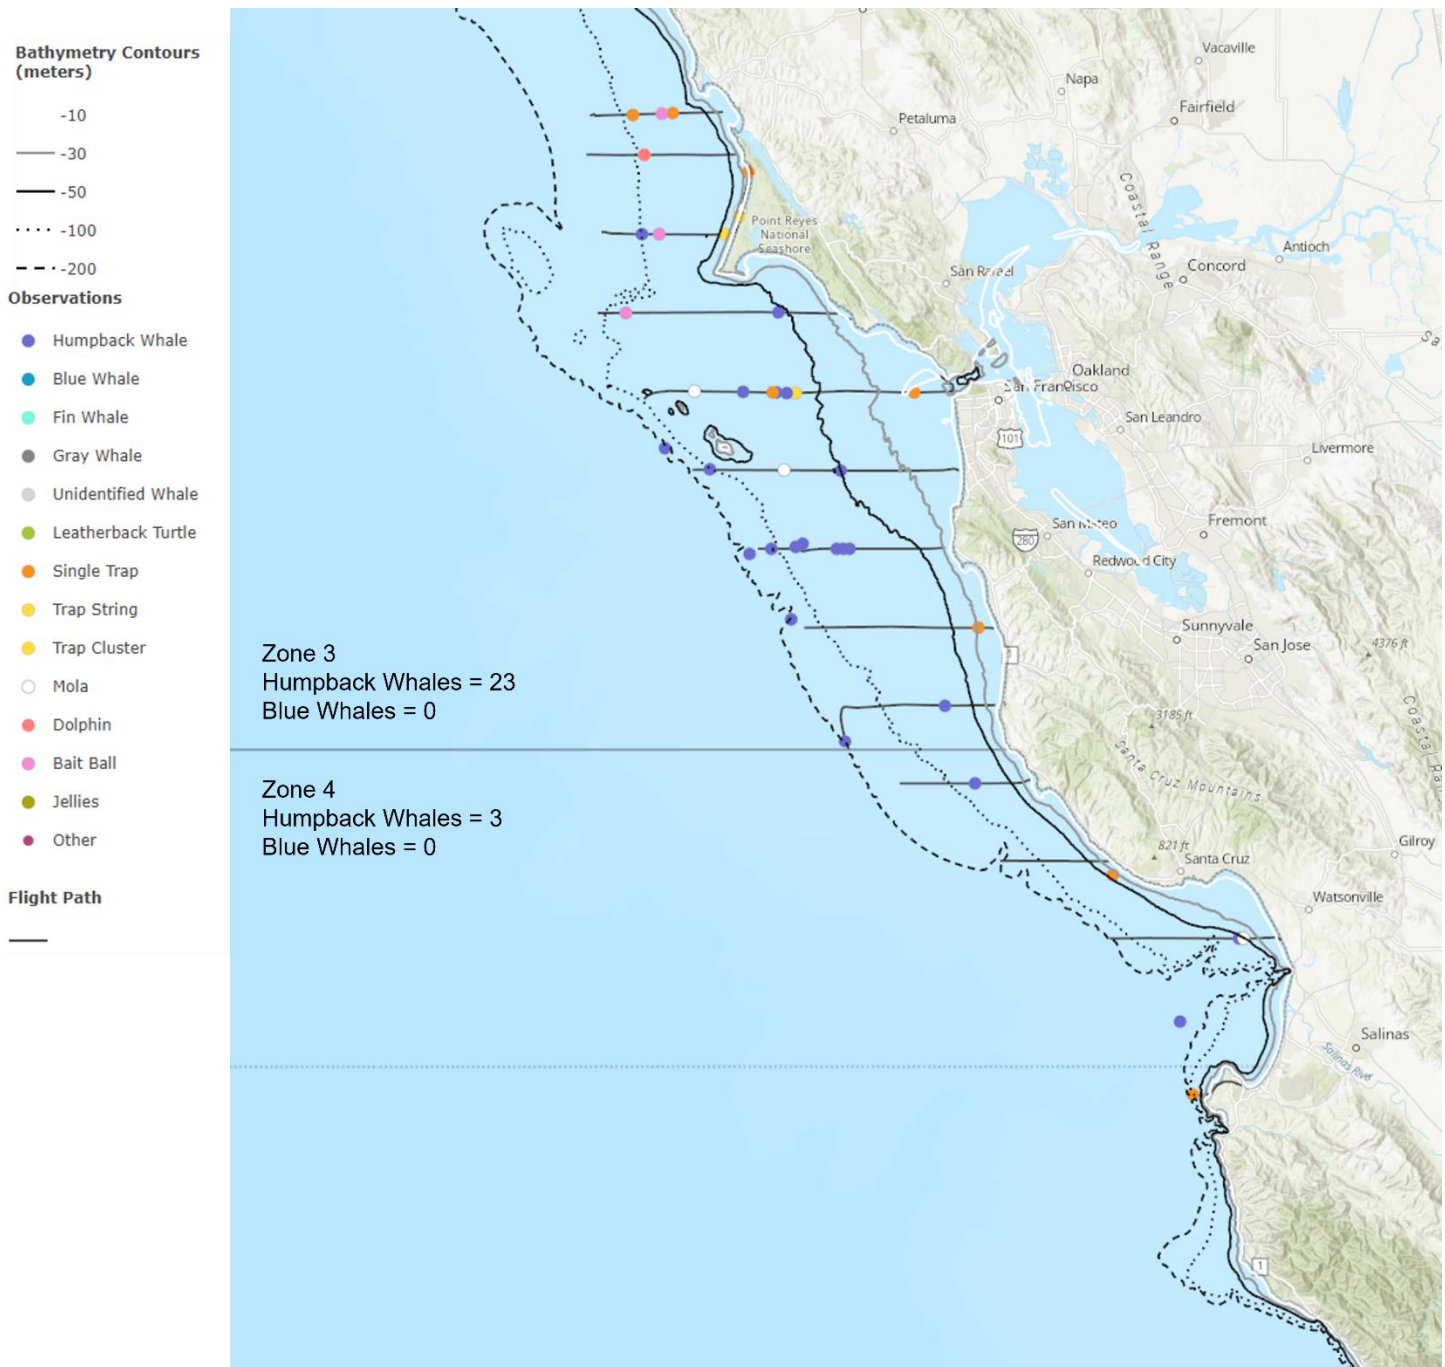 Bathymetry Contours
(meters)
-10
-30
-50
-100
-200
Observations
Humpback Whale
Blue Whale
Fin Whale
Gray Whale
Unidentified Whale
Leatherback Turtle
Single Trap
Trap String
Trap Cluster
Mola
Dolphin
Bait Ball
Jellies
Other
Flight Path
Zone 3
Humpback Whales = 23
Blue Whales = 0
Zone 4
Humpback Whales = 3
Blue Whales = 0
Vacaville
Napa
Fairfield
Petaluma
Coastal Range
Point Reyes
National
Seashore
Antioch
Concord
San Rafael
Oakland
San Francisco
San Leandro
101
Livermore
280
San Mateo
Fremont
Redwood City
Sunnyvale
San Jose
4376 ft
3185 ft
Santa Cruz Mountains
821 ft
Santa Cruz
Gilroy
Watsonville
Salinas
Salinas River
1